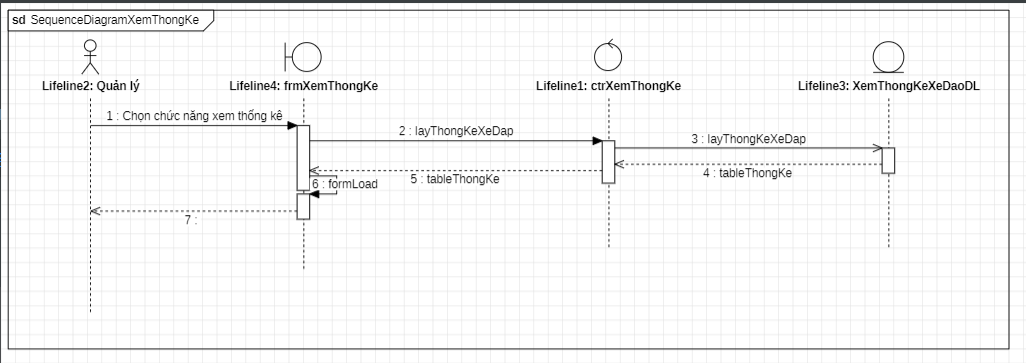 sd SequenceDiagramXemThongKe
Lifeline2: Quản lý
Lifeline4: frmXemThongKe
Lifeline1: ctrXemThongKe
Lifeline3: XemThongKeXeDaoDL
1 : Chọn chức năng xem thống kê
2 : layThongKeXeDap
3 : layThongKeXeDap
4 : tableThongKe
5 : tableThongKe
6 : formLoad
7 :